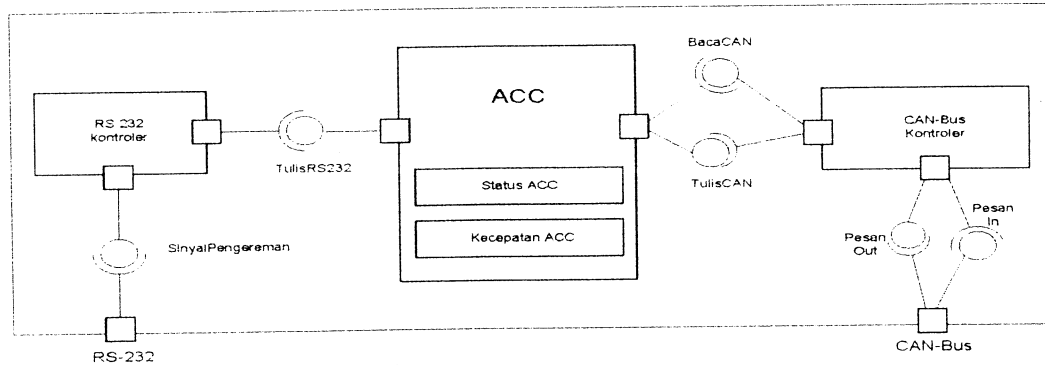 BacaCAN
ACC
RS-232
kontroler
CAN-Bus
Kontroler
TulisRS232
TulisCAN
Status ACC
Kecepatan ACC
SinyalPengereman
Pesan
Out
Pesan
In
RS-232
CAN-Bus